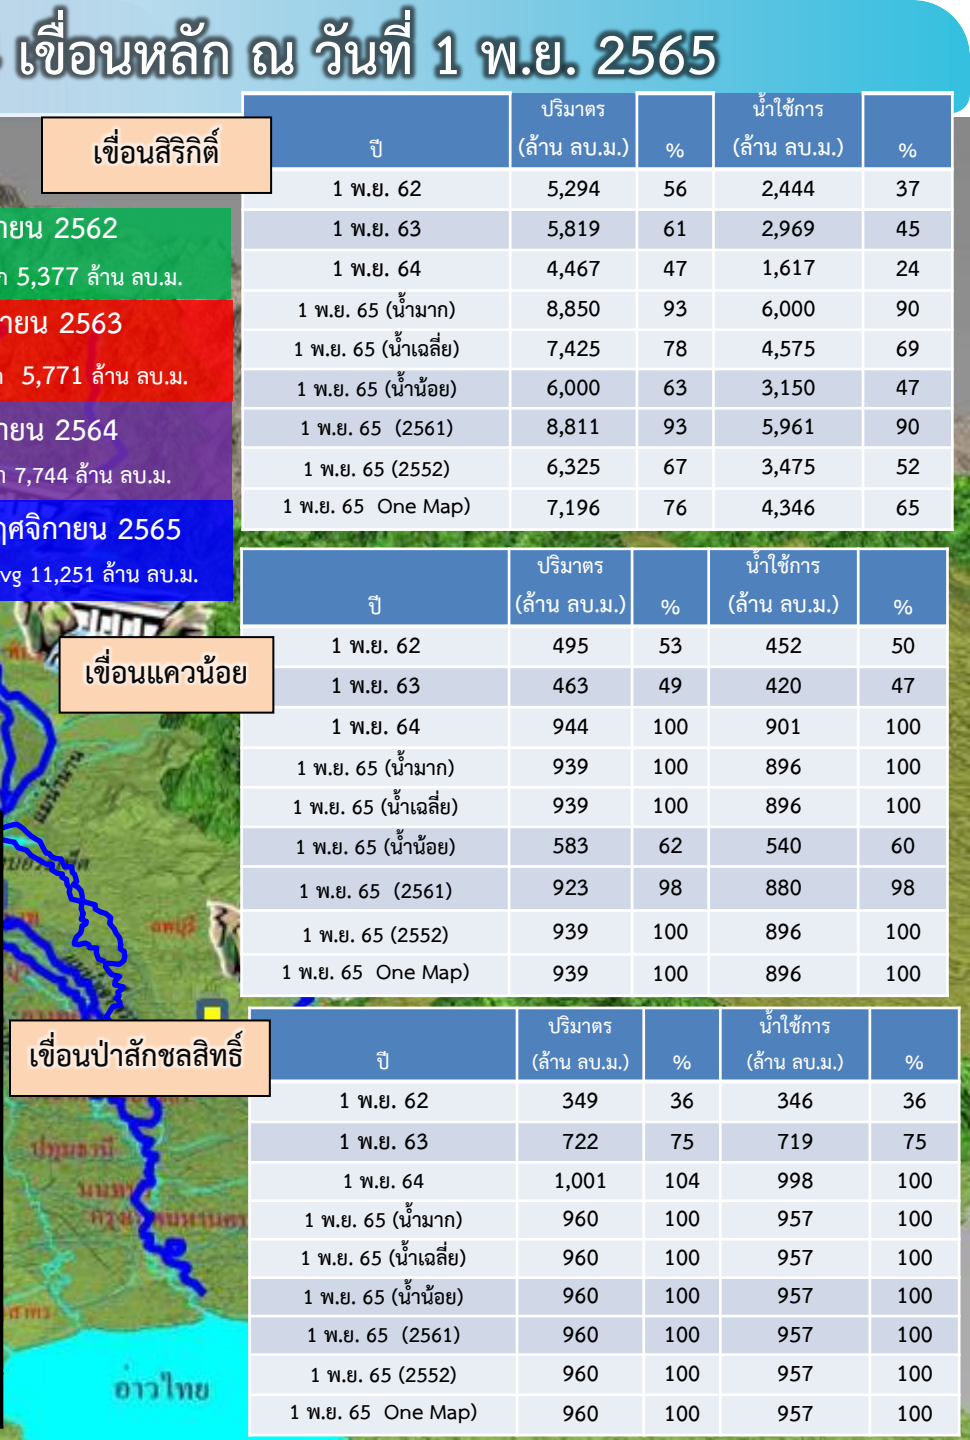 เขื่อนหลัก ณ วันที่ 1 พ.ย. 2565
เขื่อนสิริกิติ์
ปี ปริมาตร (ล้าน ลบ.ม.) % น้ำใช้การ (ล้าน ลบ.ม.) %
1 พ.ย. 62 5,294 56 2,444 37
1 พ.ย. 63 5,819 61 2,969 45
1 พ.ย. 64 4,467 47 1,617 24
1 พ.ย. 65 (น้ำมาก) 8,850 93 6,000 90
1 พ.ย. 65 (น้ำเฉลี่ย) 7,425 78 4,575 69
1 พ.ย. 65 (น้ำน้อย) 6,000 63 3,150 47
1 พ.ย. 65 (2561) 8,811 93 5,961 90
1 พ.ย. 65 (2552) 6,325 67 3,475 52
1 พ.ย. 65 One Map) 7,196 76 4,346 65
ายน 2562
5,377 ล้าน ลบ.ม.
ายน 2563
5,771 ล้าน ลบ.ม.
ายน 2564
7,744 ล้าน ลบ.ม.
ศจิกายน 2565
vg 11,251 ล้าน ลบ.ม.
เขื่อนแควน้อย
ปี ปริมาตร (ล้าน ลบ.ม.) % น้ำใช้การ (ล้าน ลบ.ม.) %
1 พ.ย. 62 495 53 452 50
1 พ.ย. 63 463 49 420 47
1 พ.ย. 64 944 100 901 100
1 พ.ย. 65 (น้ำมาก) 939 100 896 100
1 พ.ย. 65 (น้ำเฉลี่ย) 939 100 896 100
1 พ.ย. 65 (น้ำน้อย) 583 62 540 60
1 พ.ย. 65 (2561) 923 98 880 98
1 พ.ย. 65 (2552) 939 100 896 100
1 พ.ย. 65 One Map) 939 100 896 100
แม่น้ำน่าน
ลพบุรี
เขื่อนป่าสักชลสิทธิ์
ปี ปริมาตร (ล้าน ลบ.ม.) % น้ำใช้การ (ล้าน ลบ.ม.) %
1 พ.ย. 62 349 36 346 36
1 พ.ย. 63 722 75 719 75
1 พ.ย. 64 1,001 104 998 100
1 พ.ย. 65 (น้ำมาก) 960 100 957 100
1 พ.ย. 65 (น้ำเฉลี่ย) 960 100 957 100
1 พ.ย. 65 (น้ำน้อย) 960 100 957 100
1 พ.ย. 65 (2561) 960 100 957 100
1 พ.ย. 65 (2552) 960 100 957 100
1 พ.ย. 65 One Map) 960 100 957 100
ปทุมธานี
อ่าวไทย